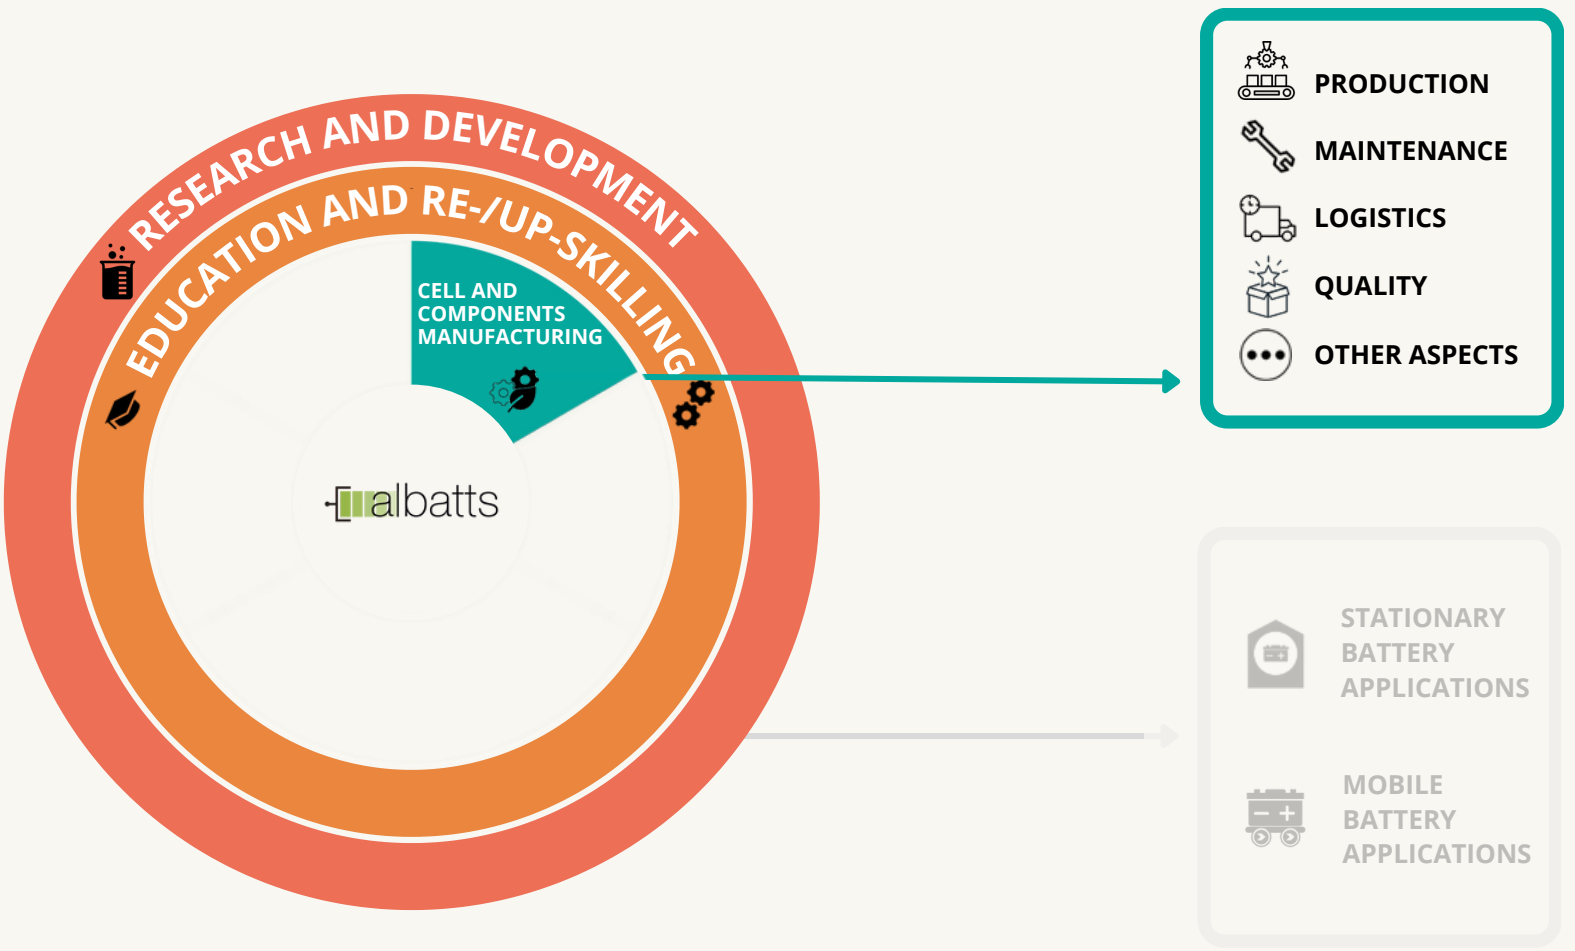 RESEARCH AND DEVELOPMENT
EDUCATION AND RE-/UP-SKILLING
CELL AND
COMPONENTS
MANUFACTURING
albatts
PRODUCTION
MAINTENANCE
LOGISTICS
QUALITY
OTHER ASPECTS
STATIONARY
BATTERY
APPLICATIONS
MOBILE
BATTERY
APPLICATIONS